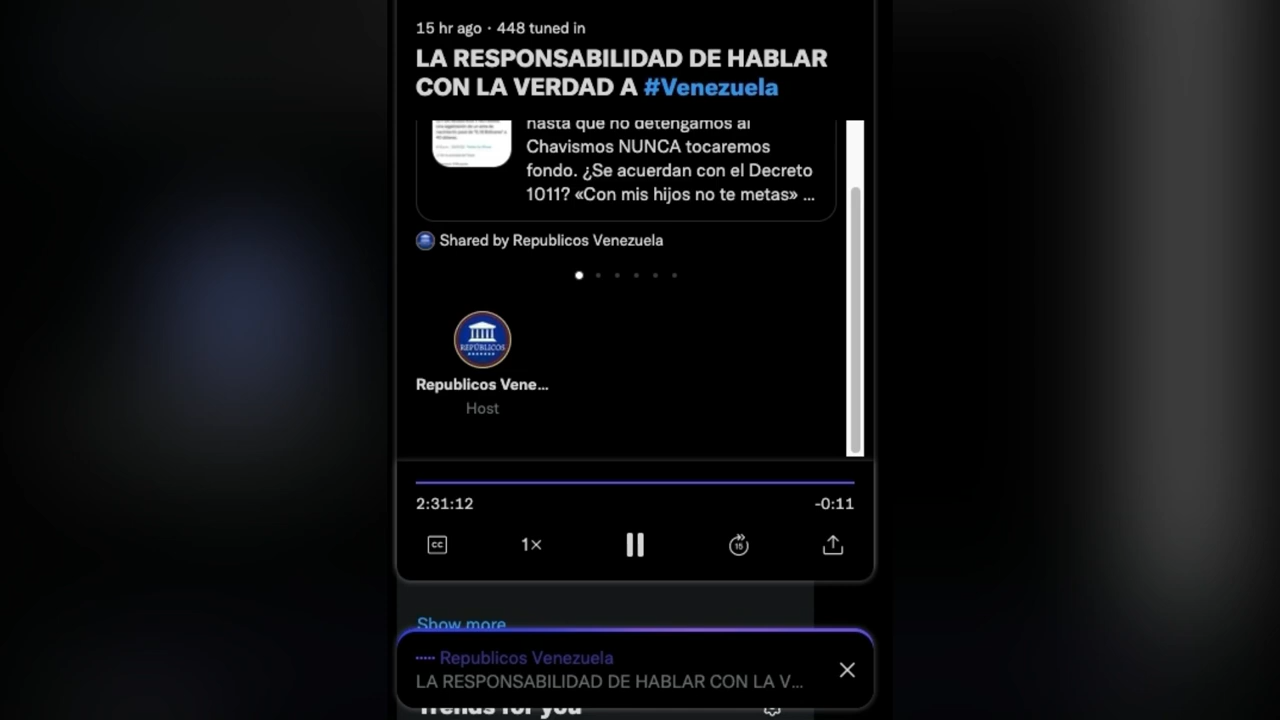 15 hr ago · 448 tuned in
LA RESPONSABILIDAD DE HABLAR
CON LA VERDAD A #Venezuela
hasta que no detengamos al
Chavismos NUNCA tocaremos
fondo. ¿Se acuerdan con el Decreto
1011? «Con mis hijos no te metas» ...
Shared by Republicos Venezuela
REPÚBLICOS
Republicos Vene...
Host
2:31:12
-0:11
CC
1×
15
Show more
Republicos Venezuela
LA RESPONSABILIDAD DE HABLAR CON LA V...
Trends for you